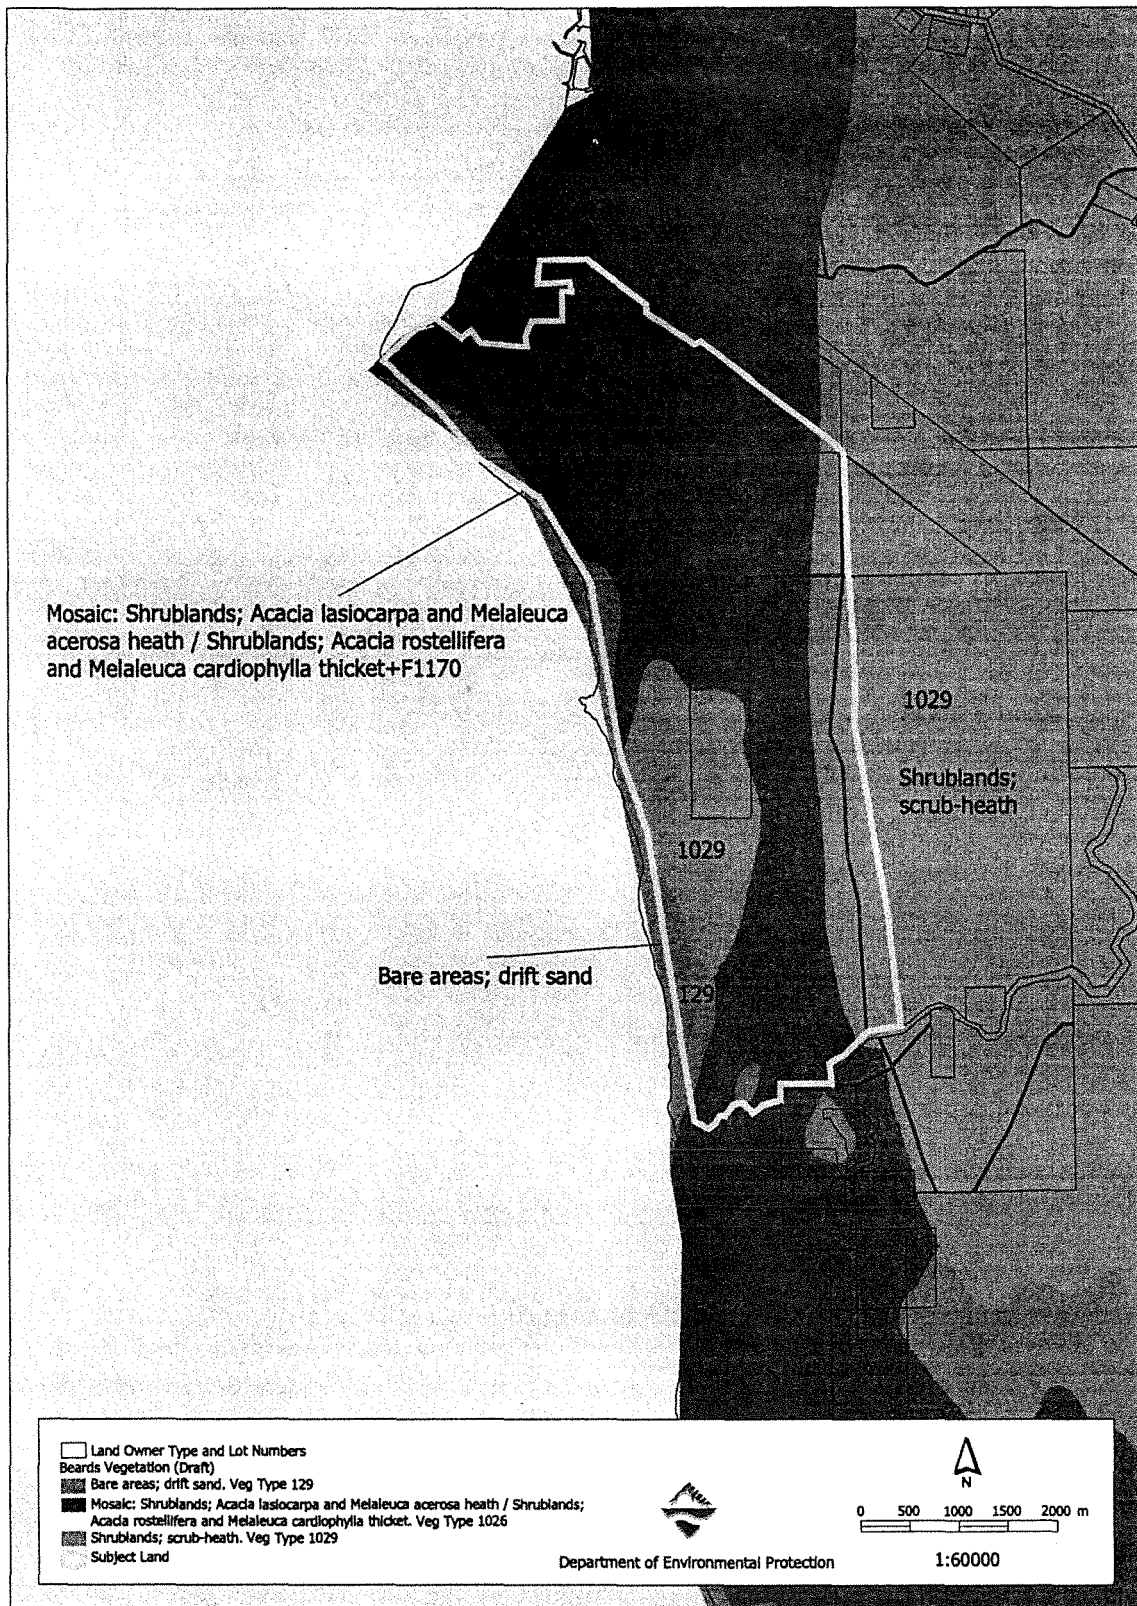 Mosaic: Shrublands; Acacia lasiocarpa and Melaleuca
acerosa heath / Shrublands; Acacia rostellifera
and Melaleuca cardiophylla thicket+F1170
1029
Shrublands;
scrub-heath
1029
Bare areas; drift sand
129
Land Owner Type and Lot Numbers
Beards Vegetation (Draft)
Bare areas; drift sand. Veg Type 129
Mosaic: Shrublands; Acacia lasiocarpa and Melaleuca acerosa heath / Shrublands;
Acacia rostellifera and Melaleuca cardiophylla thicket. Veg Type 1026
Shrublands; scrub-heath. Veg Type 1029
Subject Land
Department of Environmental Protection
N
0 500 1000 1500 2000 m
1:60000